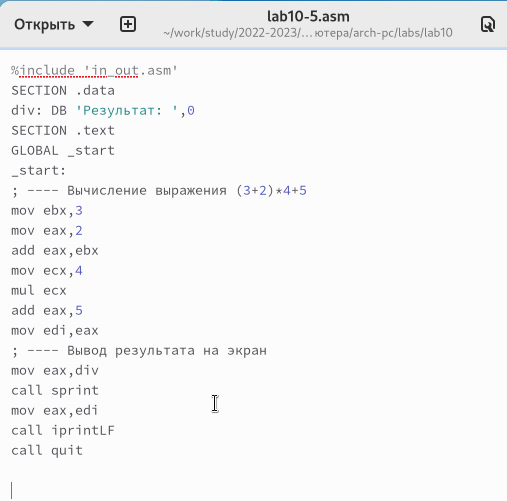 Открыть
lab10-5.asm
~/work/study/2022-2023/... ютера/arch-pc/labs/lab10
%include 'in_out.asm'
SECTION .data
div: DB 'Результат: ',0
SECTION .text
GLOBAL _start
_start:
; ---- Вычисление выражения (3+2)*4+5
mov ebx,3
mov eax,2
add eax,ebx
mov ecx,4
mul ecx
add eax,5
mov edi,eax
; ---- Вывод результата на экран
mov eax,div
call sprint
mov eax,edi
call iprintLF
call quit